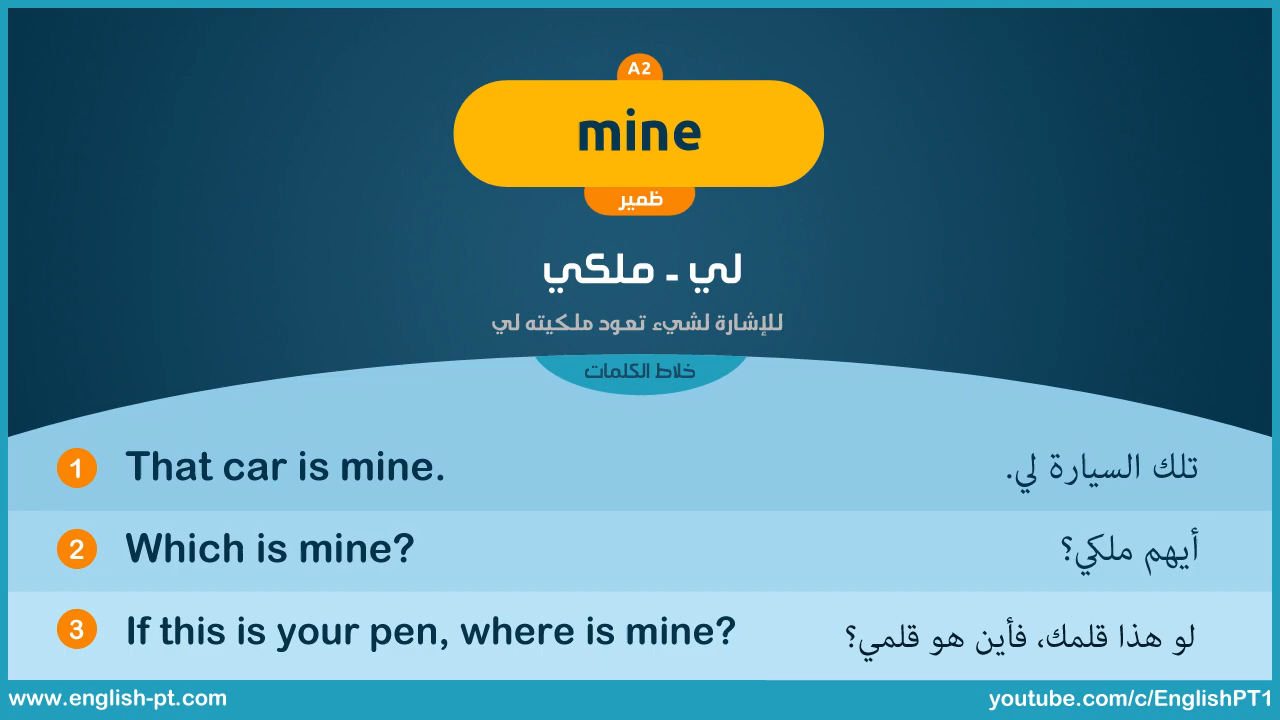 A2
mine
ظمير
لي - ملكي
للإشارة لشيء تعود ملكيته لي
خلاط الكلمات
1 That car is mine. تلك السيارة لي.
2 Which is mine? أيهم ملكي؟
3 If this is your pen, where is mine? لو هذا قلمك، فأين هو قلمي؟
www.english-pt.com youtube.com/c/EnglishPT1